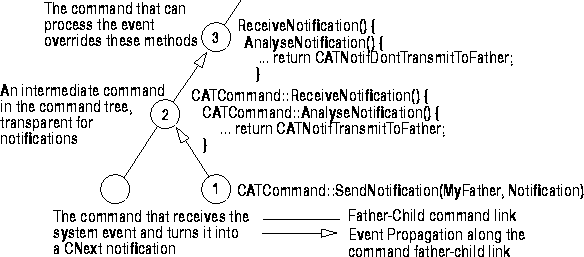 The command that can
process the event
overrides these methods
3
ReceiveNotification() {
AnalyseNotification() {
... return CATNotifDontTransmitToFather;
}
An intermediate command
in the command tree,
transparent for
notifications
2
CATCommand::ReceiveNotification() {
CATCommand::AnalyseNotification() {
... return CATNotifTransmitToFather;
}
1
CATCommand::SendNotification(MyFather, Notification)
The command that receives the
system event and turns it into
a CNext notification
Father-Child command link
Event Propagation along the
command father-child link